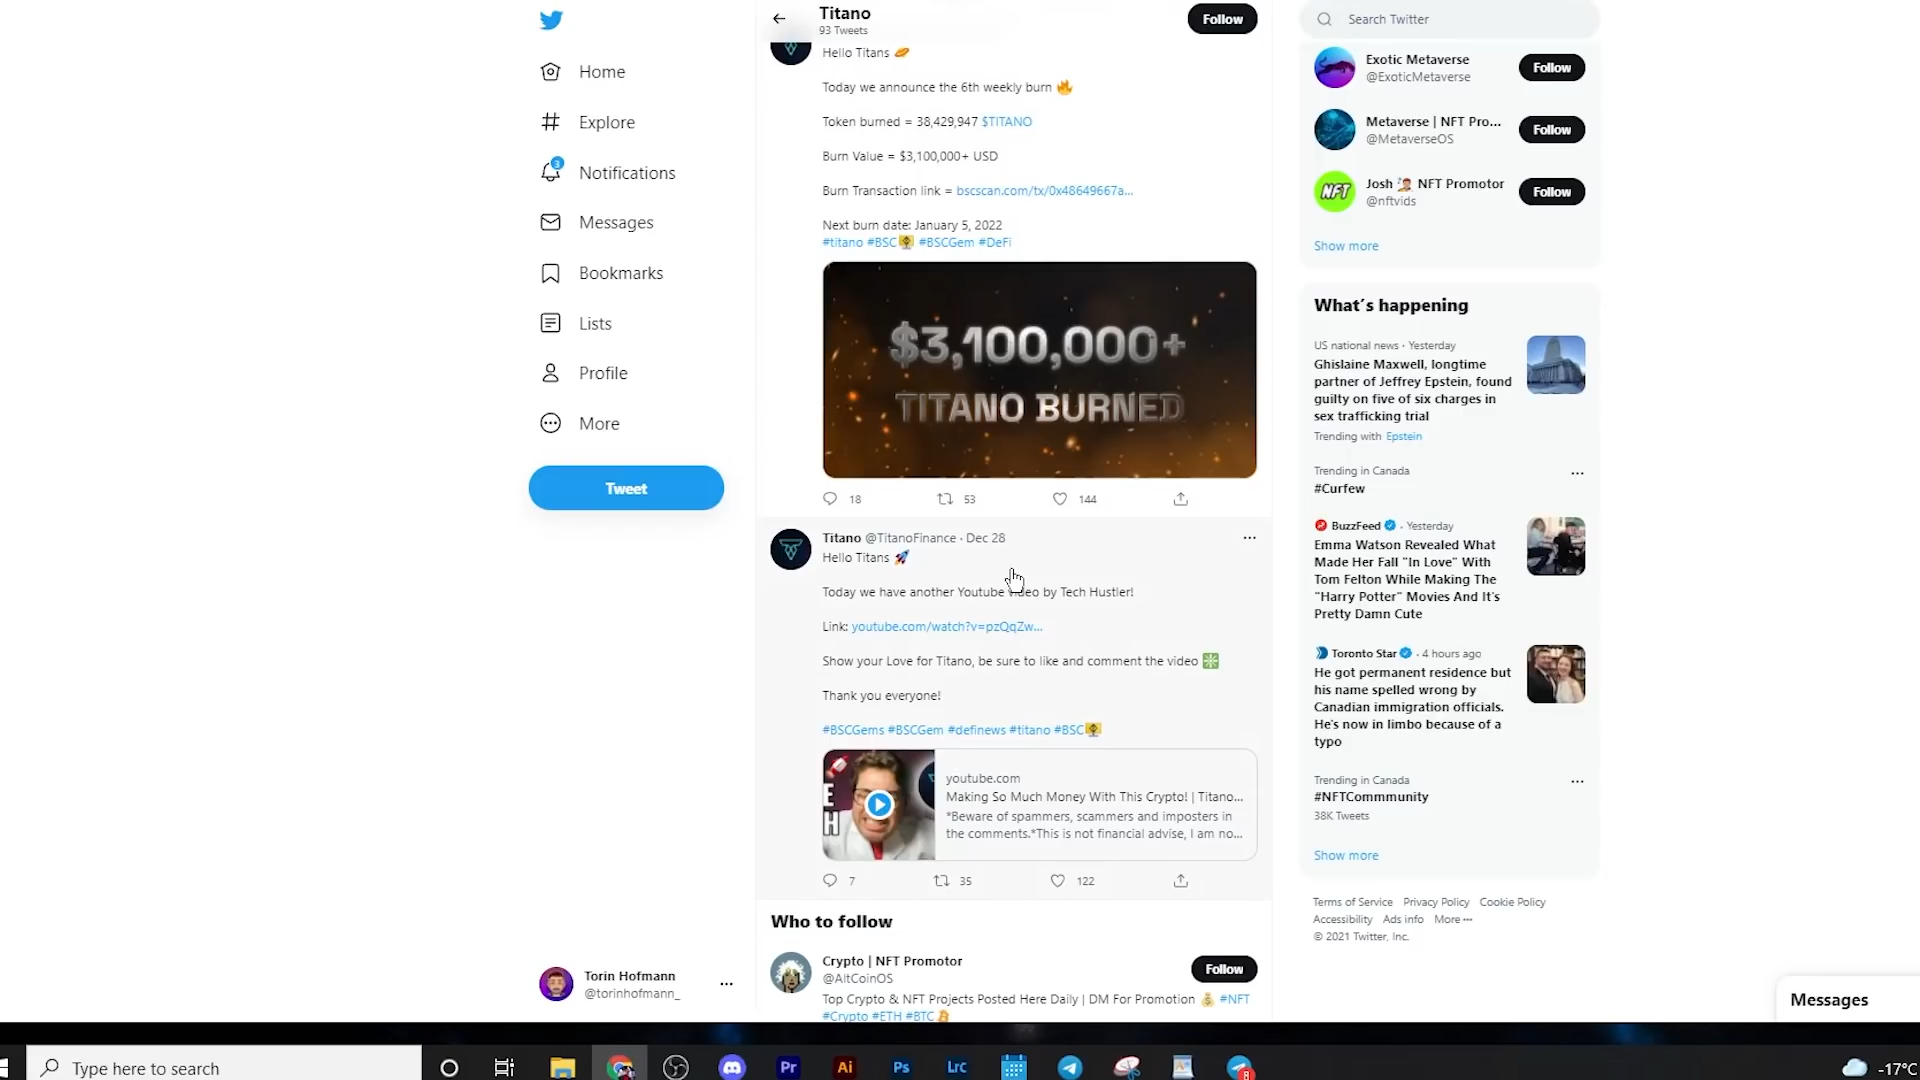 Home
Explore
3
Notifications
Messages
Bookmarks
Lists
Profile
More
Tweet
Torin Hofmann
@torinhofmann_
Titano
93 Tweets
Follow
Hello Titans
Today we announce the 6th weekly burn 🔥
Token burned = 38,429,947 $TITANO
Burn Value = $3,100,000+ USD
Burn Transaction link = bscscan.com/tx/0x48649667a...
Next burn date: January 5, 2022
#titano #BSC #BSCGem #DeFi
$3,100,000+
TITANO BURNED
18 53 144
Titano @TitanoFinance · Dec 28
Hello Titans 🚀
Today we have another Youtube video by Tech Hustler!
Link: youtube.com/watch?v=pzQqZw...
Show your Love for Titano, be sure to like and comment the video ❇️
Thank you everyone!
#BSCGems #BSCGem #definews #titano #BSC
youtube.com
Making So Much Money With This Crypto! | Titano...
*Beware of spammers, scammers and imposters in
the comments.*This is not financial advise, I am no...
7 35 122
Who to follow
Crypto | NFT Promotor
@AltCoinOS
Follow
Top Crypto & NFT Projects Posted Here Daily | DM For Promotion 💰 #NFT
#Crypto #ETH #BTC
Search Twitter
Exotic Metaverse
@ExoticMetaverse
Follow
Metaverse | NFT Pro...
@MetaverseOS
Follow
NFT
Josh NFT Promotor
@nftvids
Follow
Show more
What's happening
US national news · Yesterday
Ghislaine Maxwell, longtime
partner of Jeffrey Epstein, found
guilty on five of six charges in
sex trafficking trial
Trending with Epstein
Trending in Canada
#Curfew
BuzzFeed · Yesterday
Emma Watson Revealed What
Made Her Fall "In Love" With
Tom Felton While Making The
"Harry Potter" Movies And It's
Pretty Damn Cute
Toronto Star · 4 hours ago
He got permanent residence but
his name spelled wrong by
Canadian immigration officials.
He's now in limbo because of a
typo
Trending in Canada
#NFTCommmunity
38K Tweets
Show more
Terms of Service Privacy Policy Cookie Policy
Accessibility Ads info More ···
© 2021 Twitter, Inc.
Messages
Type here to search
Pr
Ai
Ps
LrC
8
-17°C